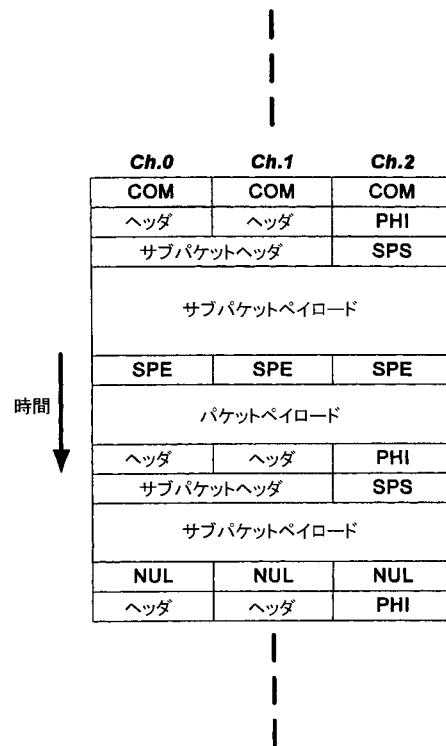 Ch.0 Ch.1 Ch.2
COM COM COM
ヘッダ ヘッダ PHI
サブパケットヘッダ SPS
サブパケットペイロード
SPE SPE SPE
時間
パケットペイロード
ヘッダ ヘッダ PHI
サブパケットヘッダ SPS
サブパケットペイロード
NUL NUL NUL
ヘッダ ヘッダ PHI